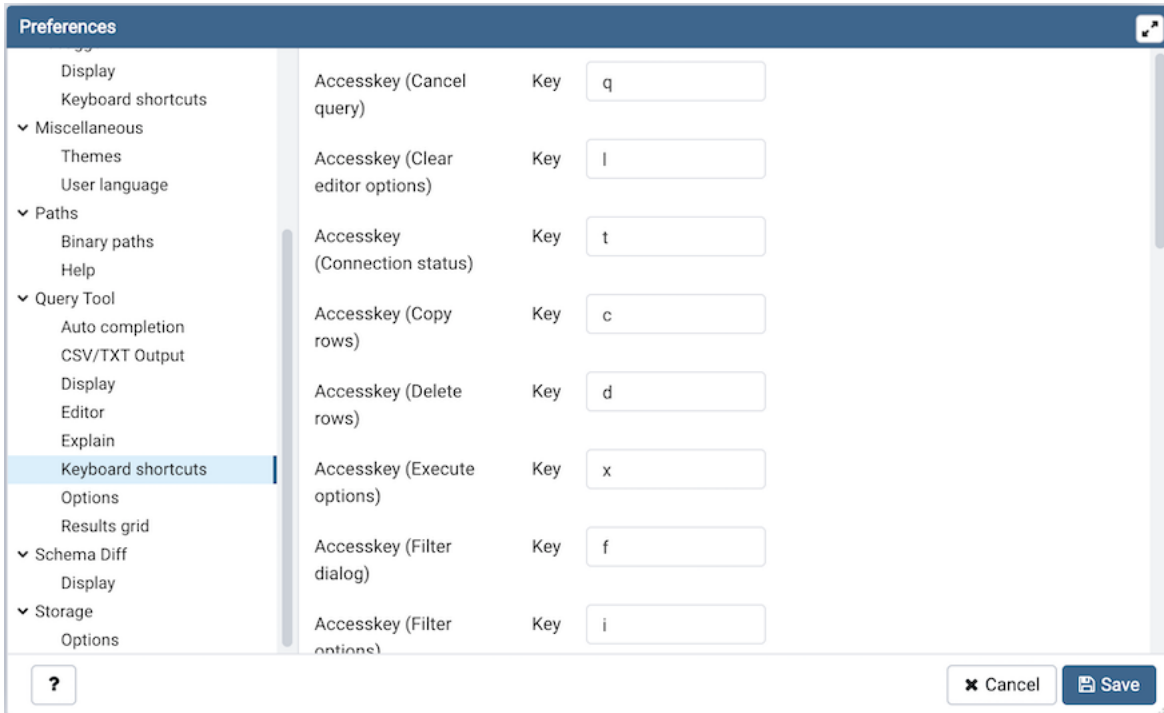 Preferences
Display
Keyboard shortcuts
Miscellaneous
Themes
User language
Paths
Binary paths
Help
Query Tool
Auto completion
CSV/TXT Output
Display
Editor
Explain
Keyboard shortcuts
Options
Results grid
Schema Diff
Display
Storage
Options
Accesskey (Cancel Key q
query)
Accesskey (Clear Key l
editor options)
Accesskey Key t
(Connection status)
Accesskey (Copy Key c
rows)
Accesskey (Delete Key d
rows)
Accesskey (Execute Key x
options)
Accesskey (Filter Key f
dialog)
Accesskey (Filter Key i
options)
? Cancel Save